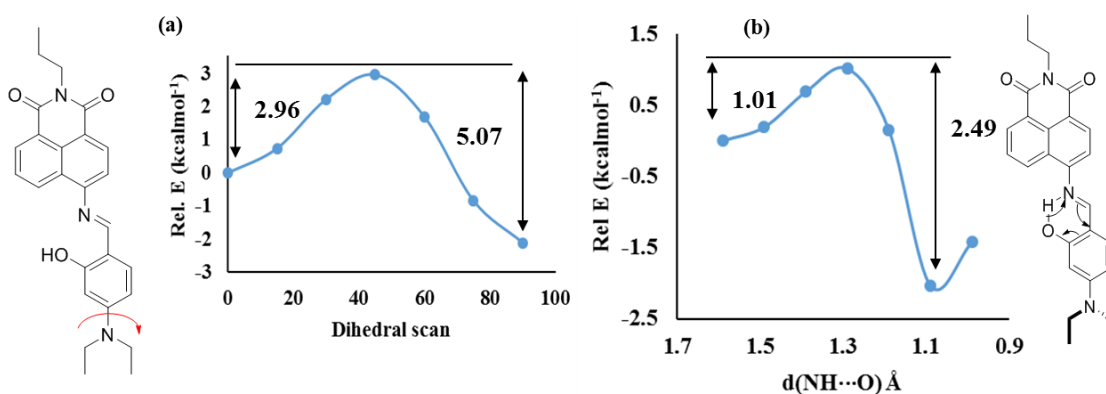 (a)
Rel. E (kcalmol⁻¹)
3
2
1
0
-1
-2
-3
2.96
5.07
0 20 40 60 80 100
Dihedral scan
O N O
N
HO
N
(b)
Rel E (kcalmol⁻¹)
1.5
0.5
-0.5
-1.5
-2.5
1.01
2.49
1.7 1.5 1.3 1.1 0.9
d(NH···O) Å
O N O
H N
O
N